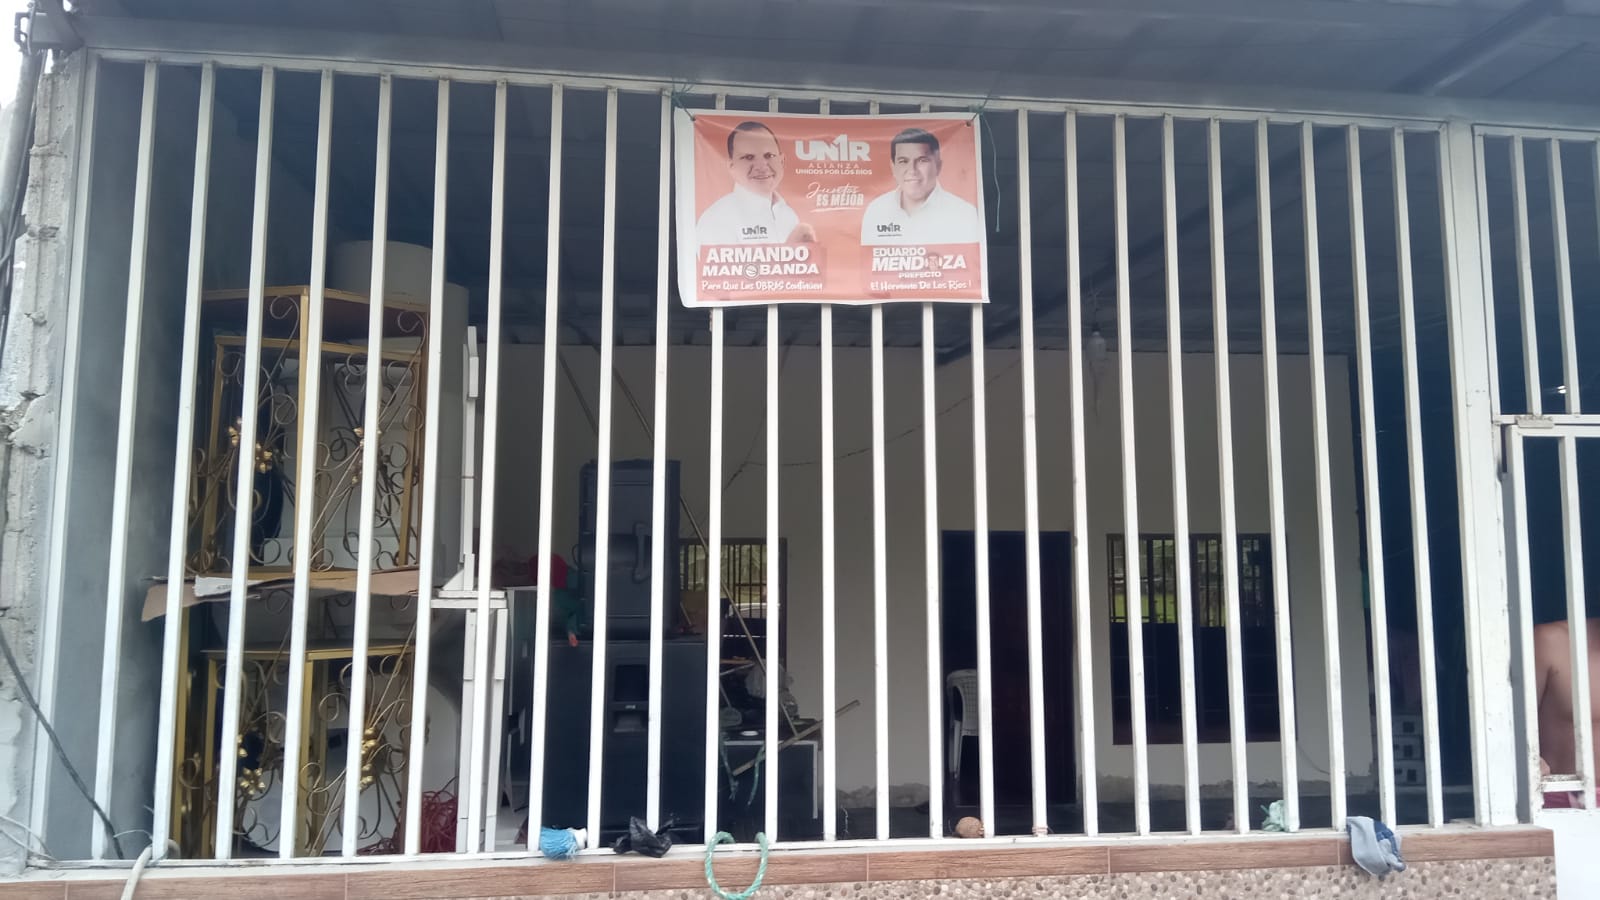 UN1R
ALIANZA
UNIDOS POR LOS RÍOS
Juntos
ES MEJOR
UN1R
ARMANDO
MANOBANDA
Para Que Las OBRAS Continúen
UN1R
EDUARDO
MENDOZA
PREFECTO
El Hermano De Los Ríos!